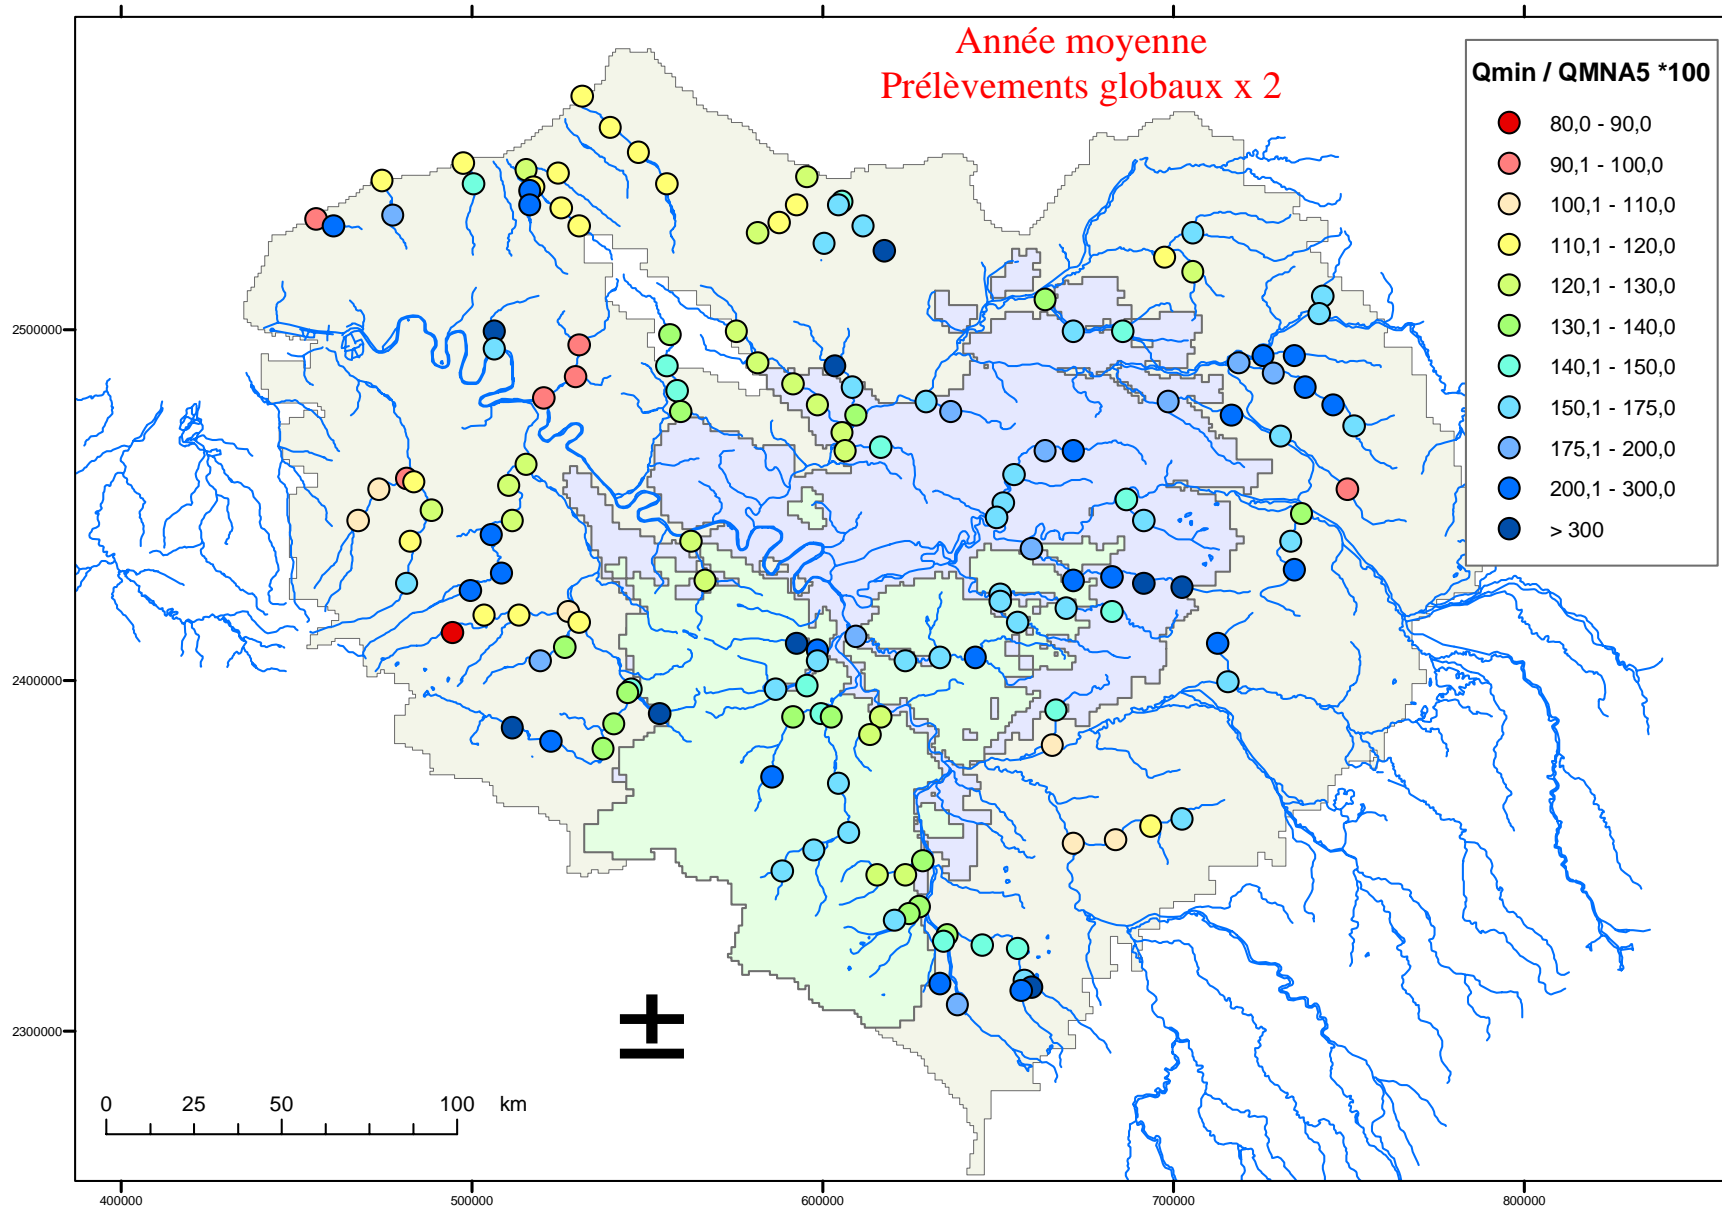 Année moyenne
Prélèvements globaux x 2
Qmin / QMNA5 *100
80,0 - 90,0
90,1 - 100,0
100,1 - 110,0
110,1 - 120,0
120,1 - 130,0
130,1 - 140,0
140,1 - 150,0
150,1 - 175,0
175,1 - 200,0
200,1 - 300,0
> 300
2500000
2400000
2300000
0 25 50 100 km
400000 500000 600000 700000 800000